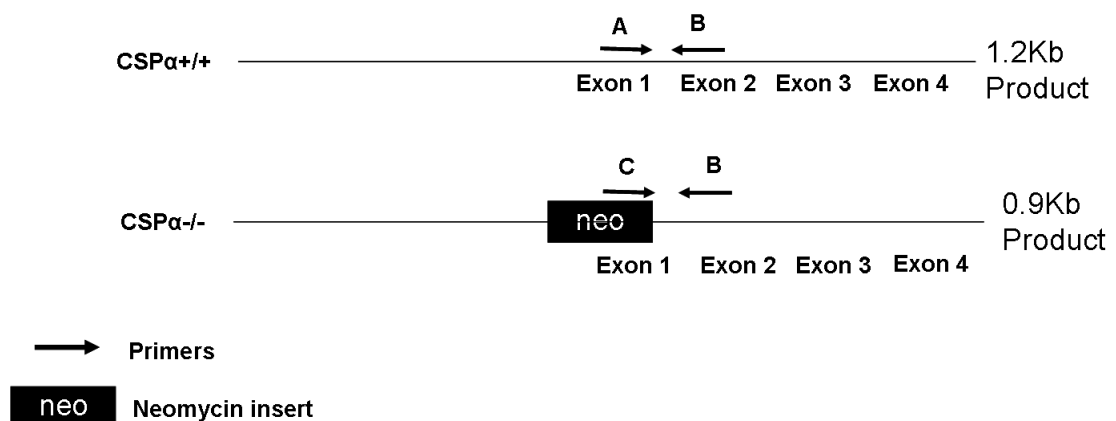 A B
CSPα+/+
1.2Kb
Product
Exon 1 Exon 2 Exon 3 Exon 4
C B
CSPα-/-
neo
0.9Kb
Product
Exon 1 Exon 2 Exon 3 Exon 4
Primers
neo Neomycin insert